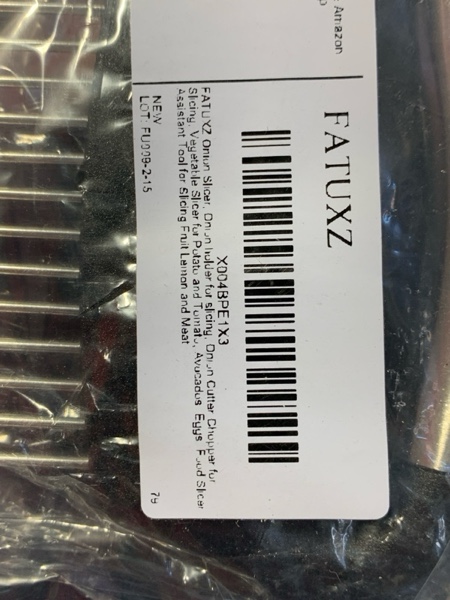 : Amazon
FATUXZ
X004BPE1X3
FATUXZ Onion Slicer, Onion holder for slicing, Onion Cutter Chopper for
Slicing, Vegetable Slicer for Potato and Tomato, Avocados, Eggs, Food Slicer
Assistant Tool for Slicing Fruit Lemon and Meat
NEW
LOT: FU009-2-15
79